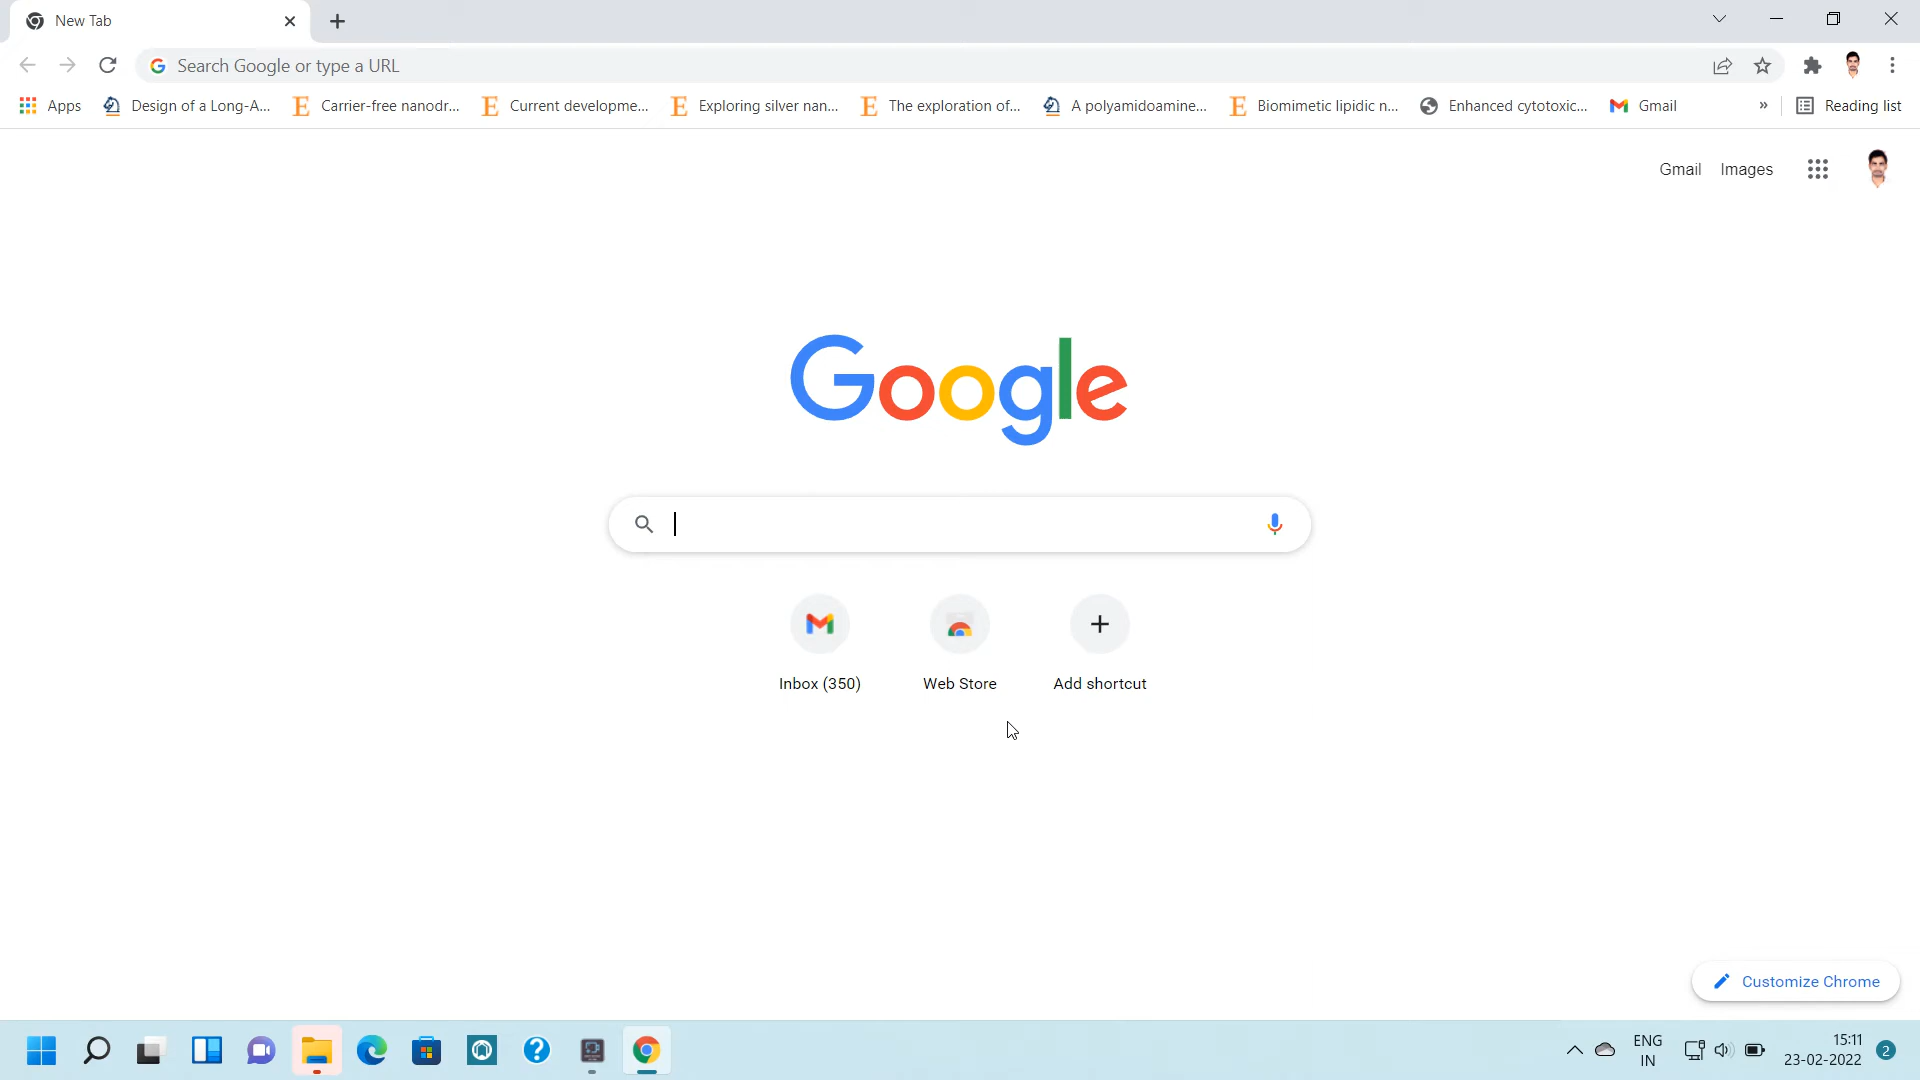 New Tab
Search Google or type a URL
Apps Design of a Long-A... Carrier-free nanodr... Current developme... Exploring silver nan... The exploration of... A polyamidoamine... Biomimetic lipidic n... Enhanced cytotoxic... Gmail » Reading list
Gmail Images
Google
Inbox (350) Web Store Add shortcut
Customize Chrome
ENG 15:11
IN 23-02-2022 2